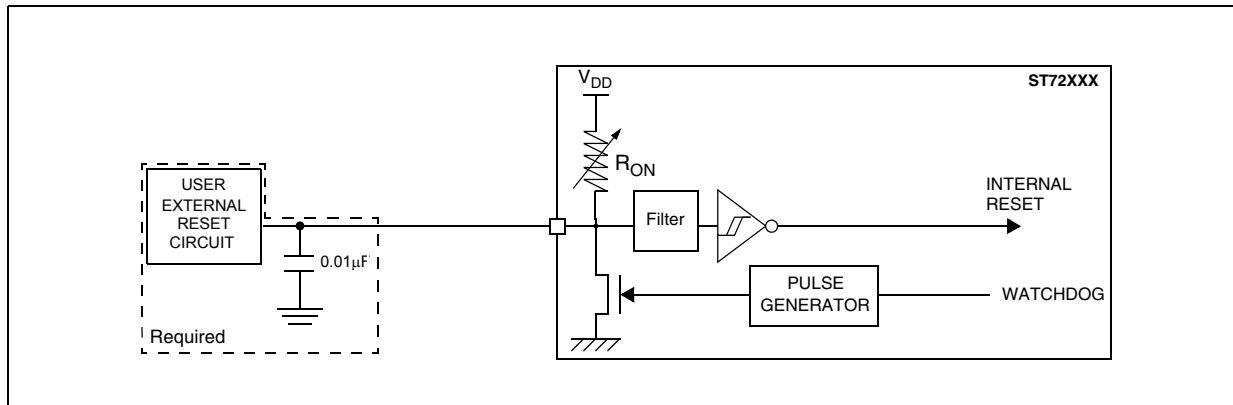 ST72XXX
VDD
RON
USER
EXTERNAL
RESET
CIRCUIT
0.01μF
Required
Filter
INTERNAL
RESET
PULSE
GENERATOR
WATCHDOG